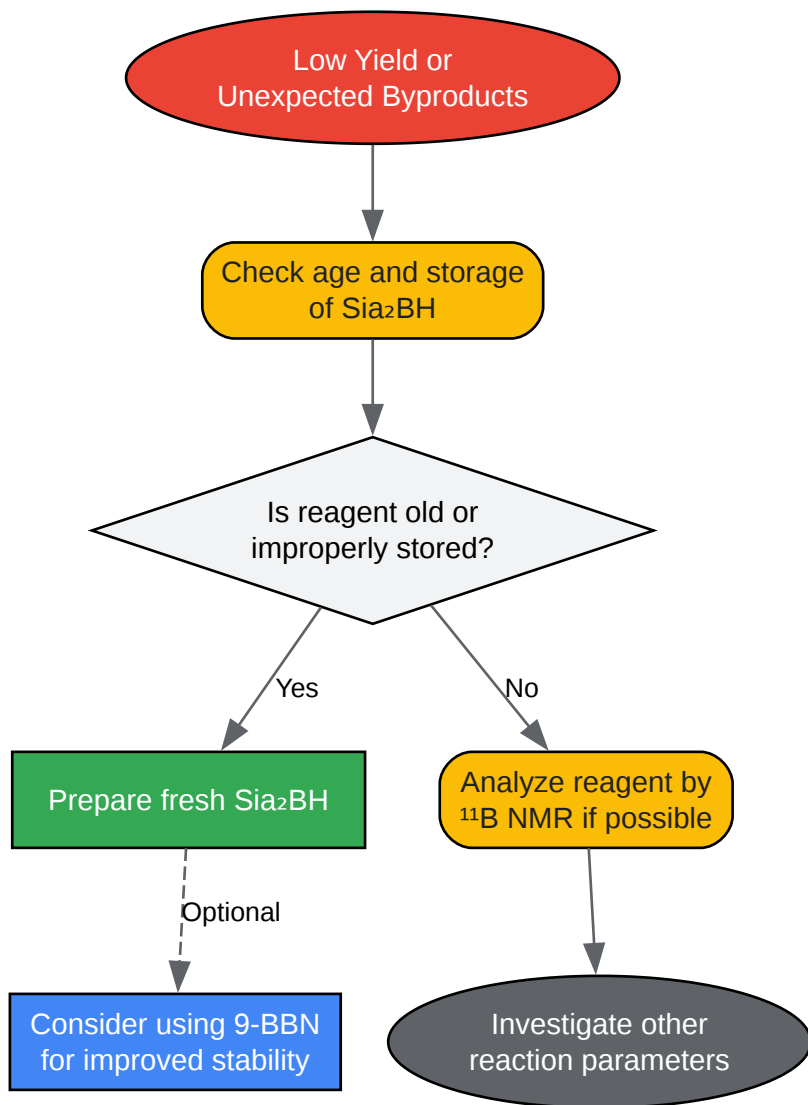 Low Yield or
Unexpected Byproducts
Check age and storage
of Sia₂BH
Is reagent old or
improperly stored?
Yes
No
Prepare fresh Sia₂BH
Analyze reagent by
¹¹B NMR if possible
Optional
Consider using 9-BBN
for improved stability
Investigate other
reaction parameters